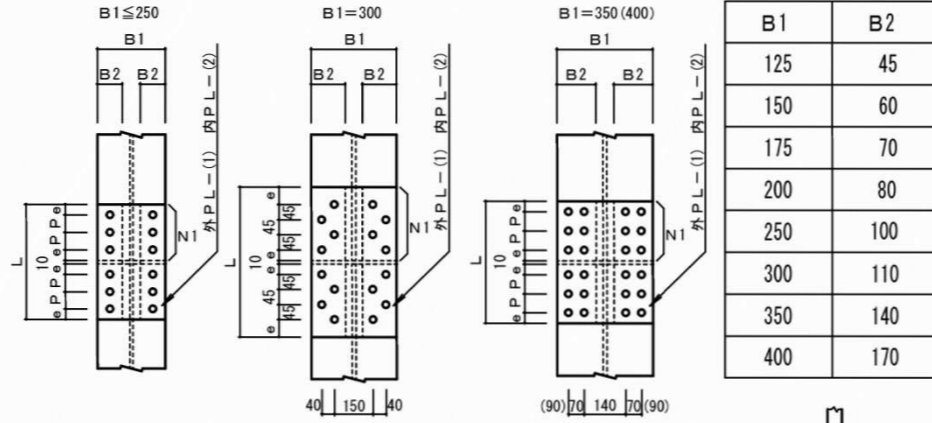 B1≦250
B1
B2 B2
外PL-(1) 内PL-(2)
N1
L
e
P
P
e
10
e
P
P
e
B1=300
B1
B2 B2
外PL-(1) 内PL-(2)
N1
L
e
45
45
45
e
10
e
45
45
45
e
40 150 40
B1=350(400)
B1
B2 B2
外PL-(1) 内PL-(2)
N1
L
e
P
P
e
10
e
P
P
e
(90) 70 140 70 (90)
B1 B2
125 45
150 60
175 70
200 80
250 100
300 110
350 140
400 170